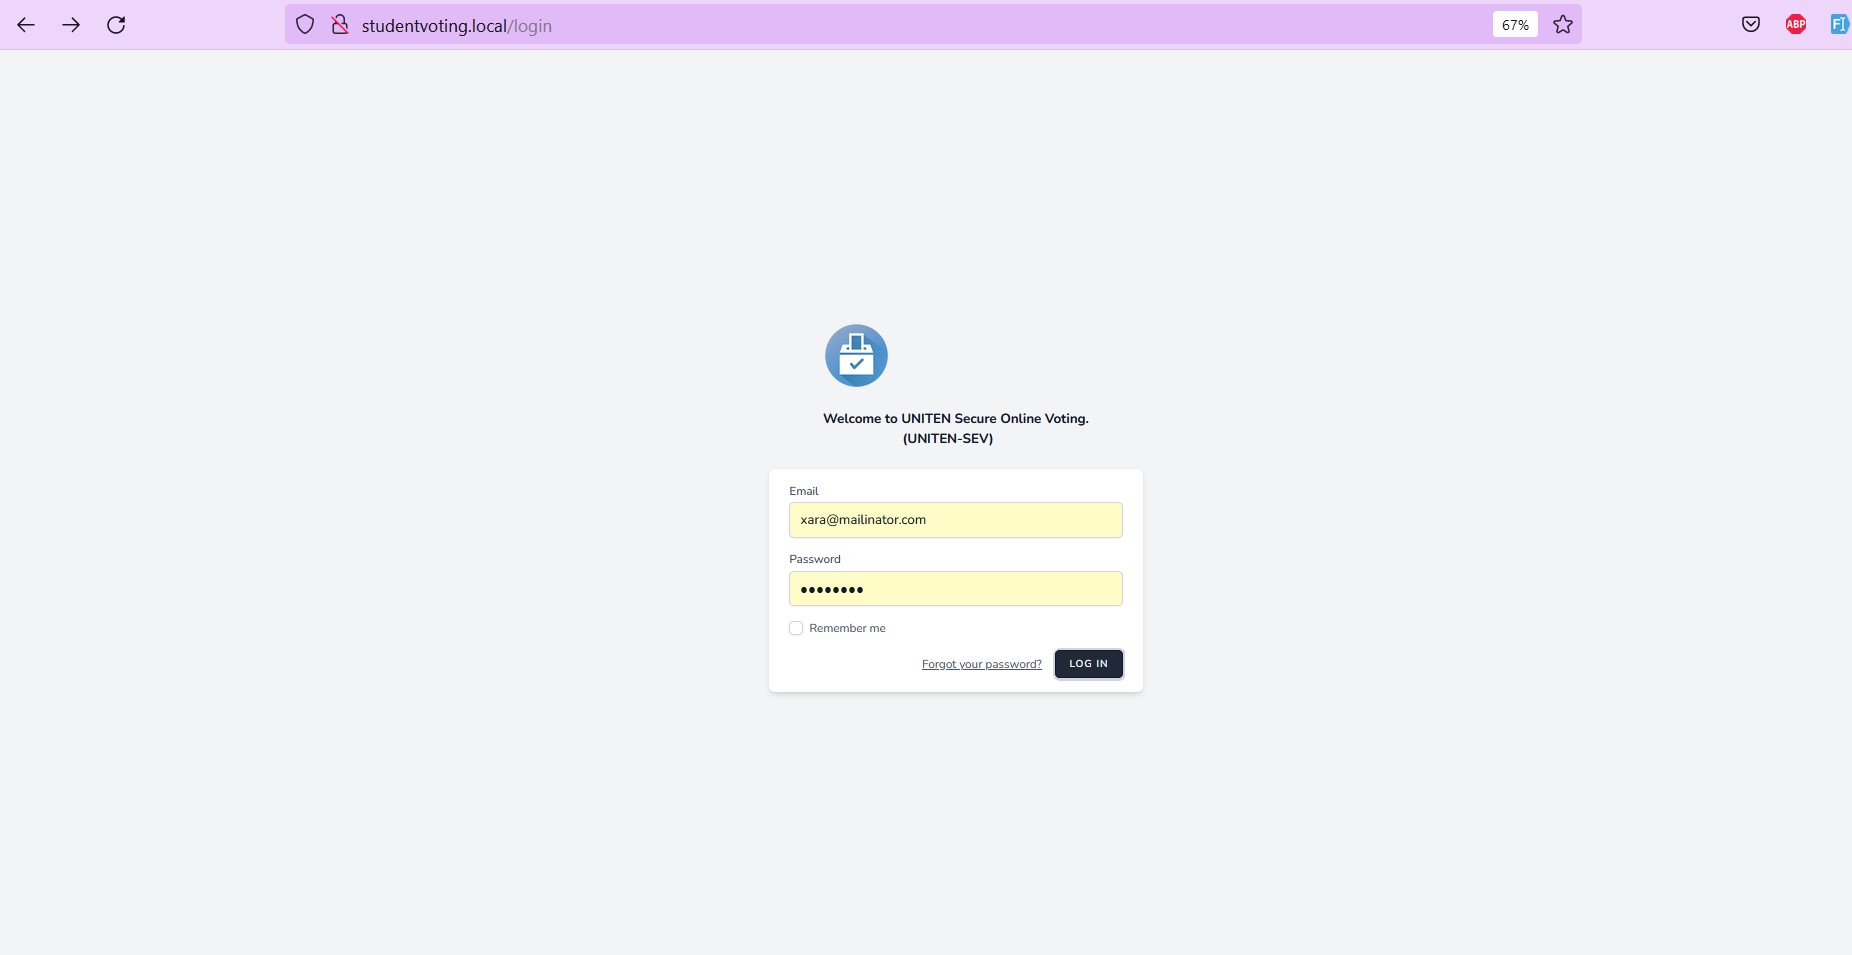 studentvoting.local/login
67%
ABP
Welcome to UNITEN Secure Online Voting.
(UNITEN-SEV)
Email
xara@mailinator.com
Password
••••••••
Remember me
Forgot your password?
LOG IN